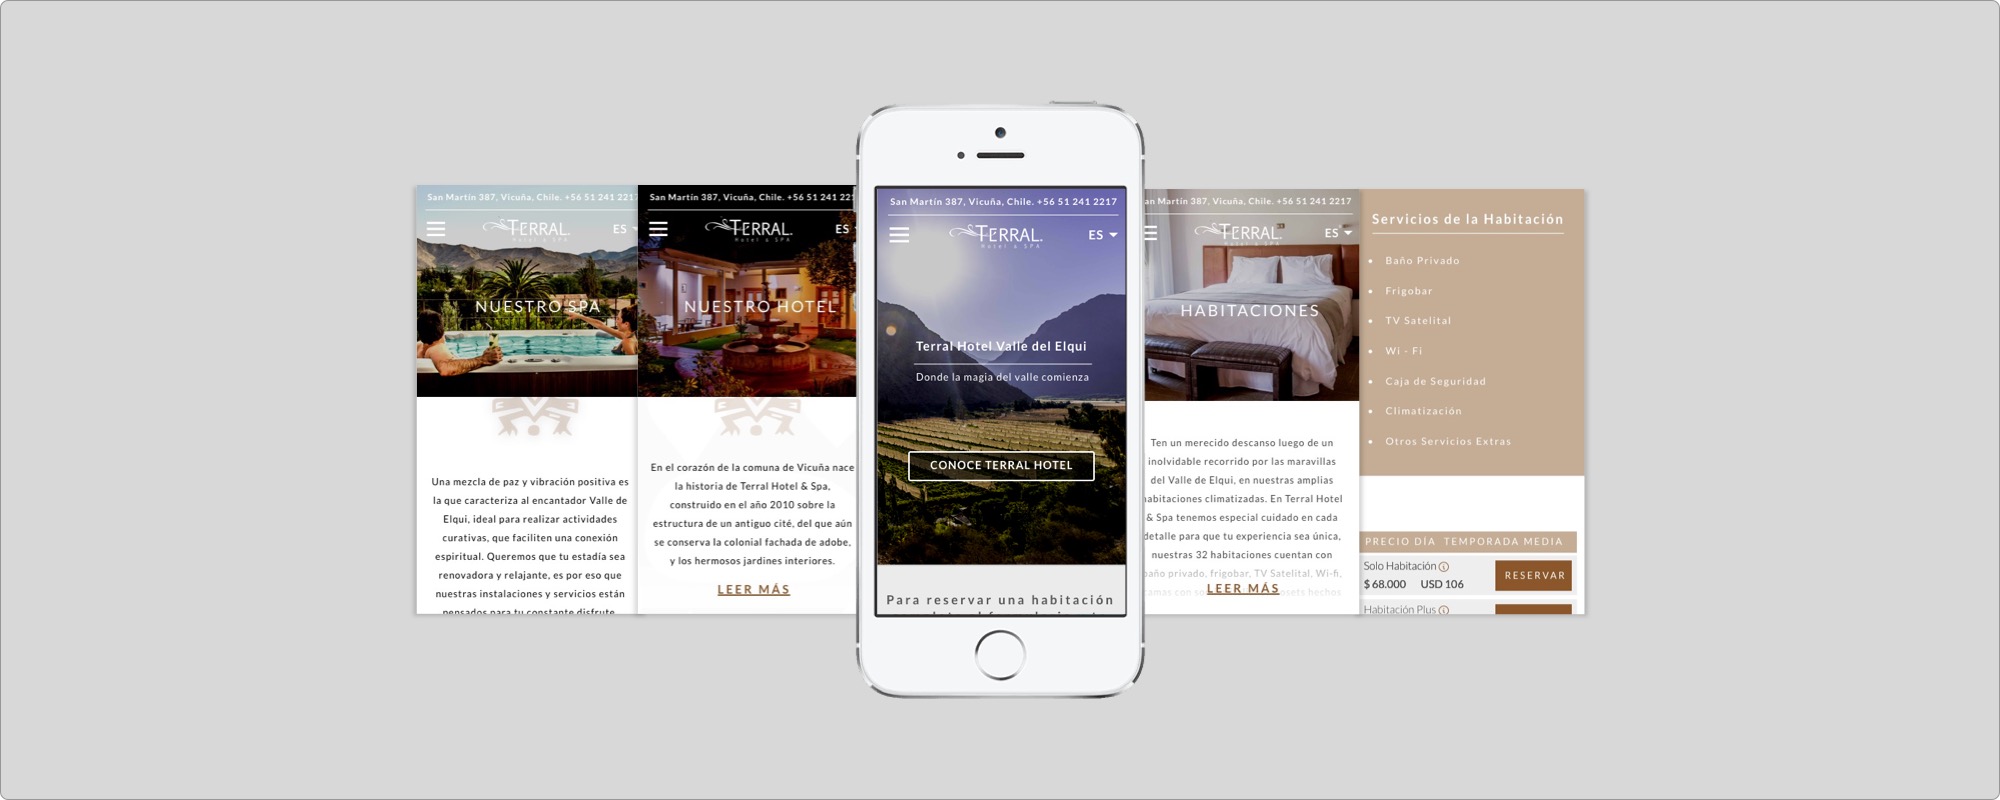 San Martín 387, Vicuña, Chile. +56 51 241 2217
TERRAL.
Hotel & SPA
ES
NUESTRO SPA
Una mezcla de paz y vibración positiva es
la que caracteriza al encantador Valle de
Elqui, ideal para realizar actividades
curativas, que faciliten una conexión
espiritual. Queremos que tu estadía sea
renovadora y relajante, es por eso que
nuestras instalaciones y servicios están
pensados para tu constante disfrute
San Martín 387, Vicuña, Chile. +56 51 241 22
TERRAL.
Hotel & SPA
ES
NUESTRO HOTEL
En el corazón de la comuna de Vicuña nace
la historia de Terral Hotel & Spa,
construido en el año 2010 sobre la
estructura de un antiguo cité, del que aún
se conserva la colonial fachada de adobe,
y los hermosos jardines interiores.
LEER MÁS
San Martín 387, Vicuña, Chile. +56 51 241 2217
TERRAL.
Hotel & SPA
ES
Terral Hotel Valle del Elqui
Donde la magia del valle comienza
CONOCE TERRAL HOTEL
Para reservar una habitación
an Martín 387, Vicuña, Chile. +56 51 241 2217
TERRAL.
Hotel & SPA
ES
HABITACIONES
Ten un merecido descanso luego de un
inolvidable recorrido por las maravillas
del Valle de Elqui, en nuestras amplias
habitaciones climatizadas. En Terral Hotel
& Spa tenemos especial cuidado en cada
detalle para que tu experiencia sea única,
nuestras 32 habitaciones cuentan con
baño privado, frigobar, TV Satelital, Wi-fi,
camas con hechos
LEER MÁS
Servicios de la Habitación
• Baño Privado
• Frigobar
• TV Satelital
• Wi - Fi
• Caja de Seguridad
• Climatización
• Otros Servicios Extras
PRECIO DÍA TEMPORADA MEDIA
Solo Habitación
$ 68.000 USD 106
RESERVAR
Habitación Plus